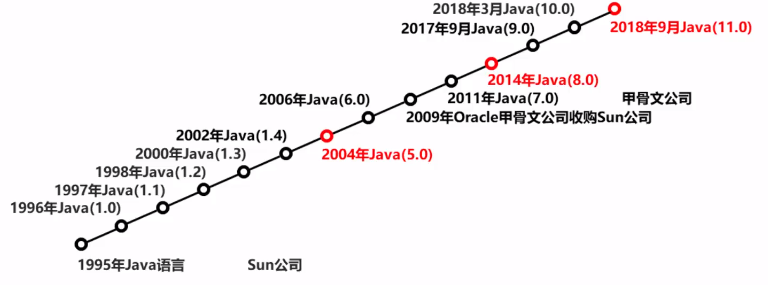 2018年3月Java(10.0)
2018年9月Java(11.0)
2017年9月Java(9.0)
2014年Java(8.0)
2006年Java(6.0)
2011年Java(7.0)
甲骨文公司
2009年Oracle甲骨文公司收购Sun公司
2002年Java(1.4)
2004年Java(5.0)
2000年Java(1.3)
1998年Java(1.2)
1997年Java(1.1)
1996年Java(1.0)
1995年Java语言
Sun公司